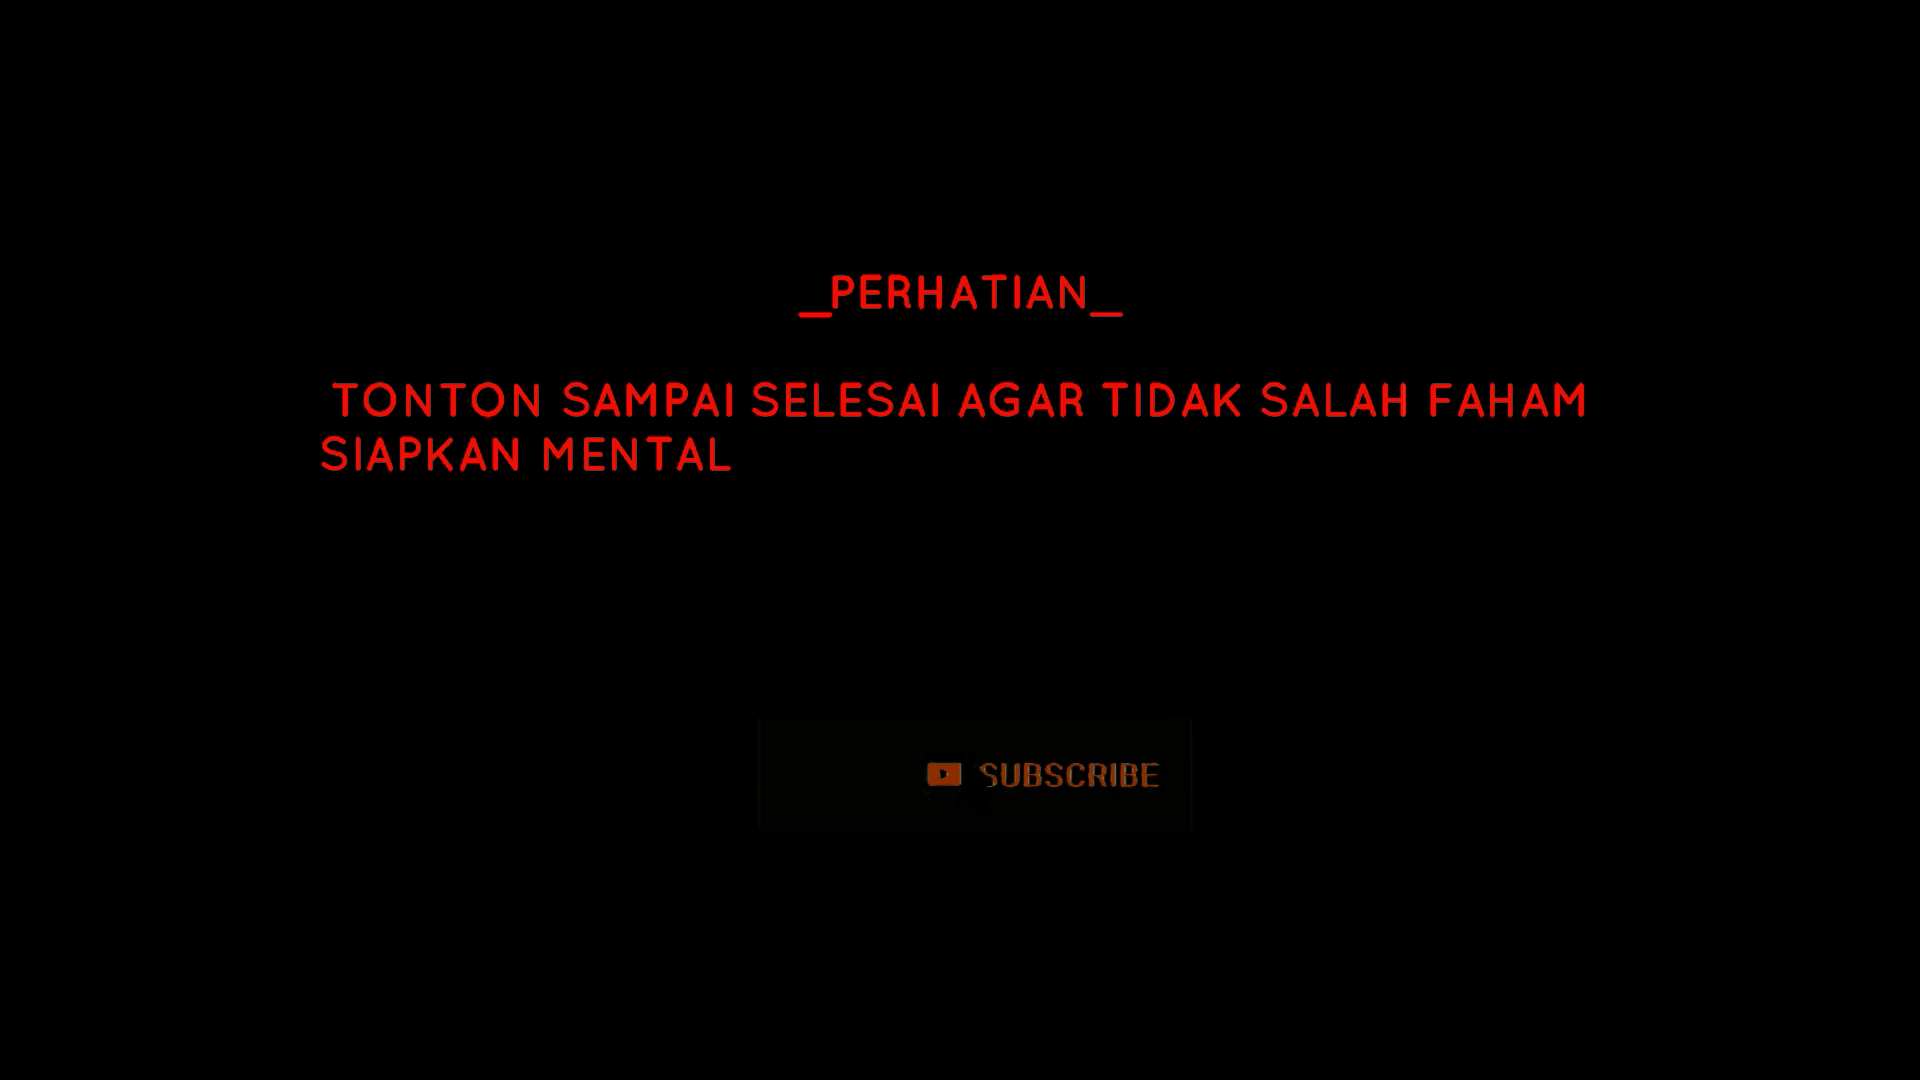 _PERHATIAN_
TONTON SAMPAI SELESAI AGAR TIDAK SALAH FAHAM
SIAPKAN MENTAL
SUBSCRIBE